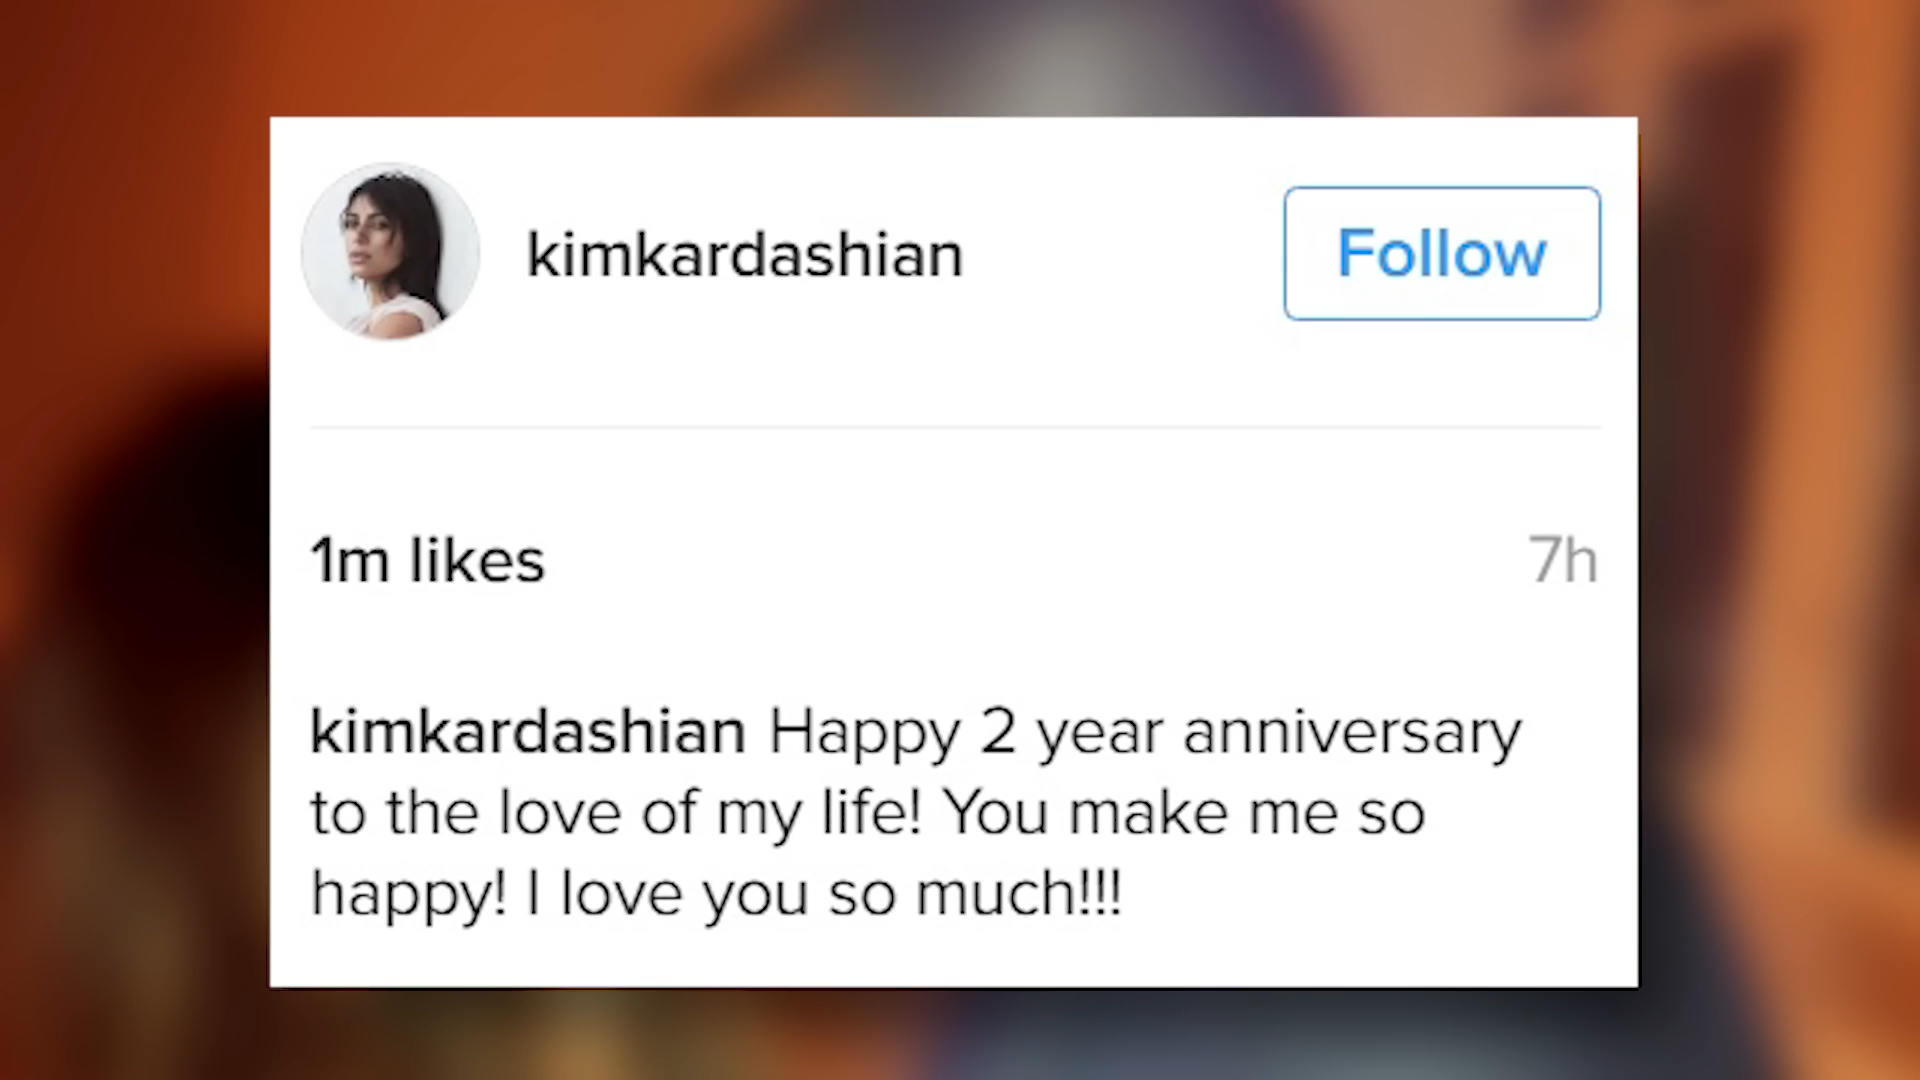 kimkardashian
Follow
1m likes
7h
kimkardashian Happy 2 year anniversary
to the love of my life! You make me so
happy! I love you so much!!!